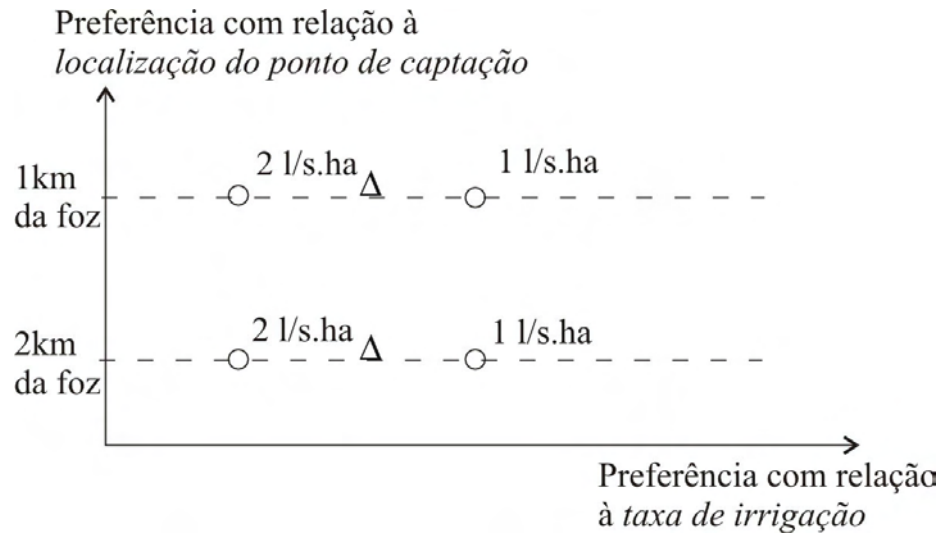 Preferência com relação à
localização do ponto de captação
2 l/s.ha Δ 1 l/s.ha
1km
da foz
2 l/s.ha Δ 1 l/s.ha
2km
da foz
Preferência com relação
à taxa de irrigação